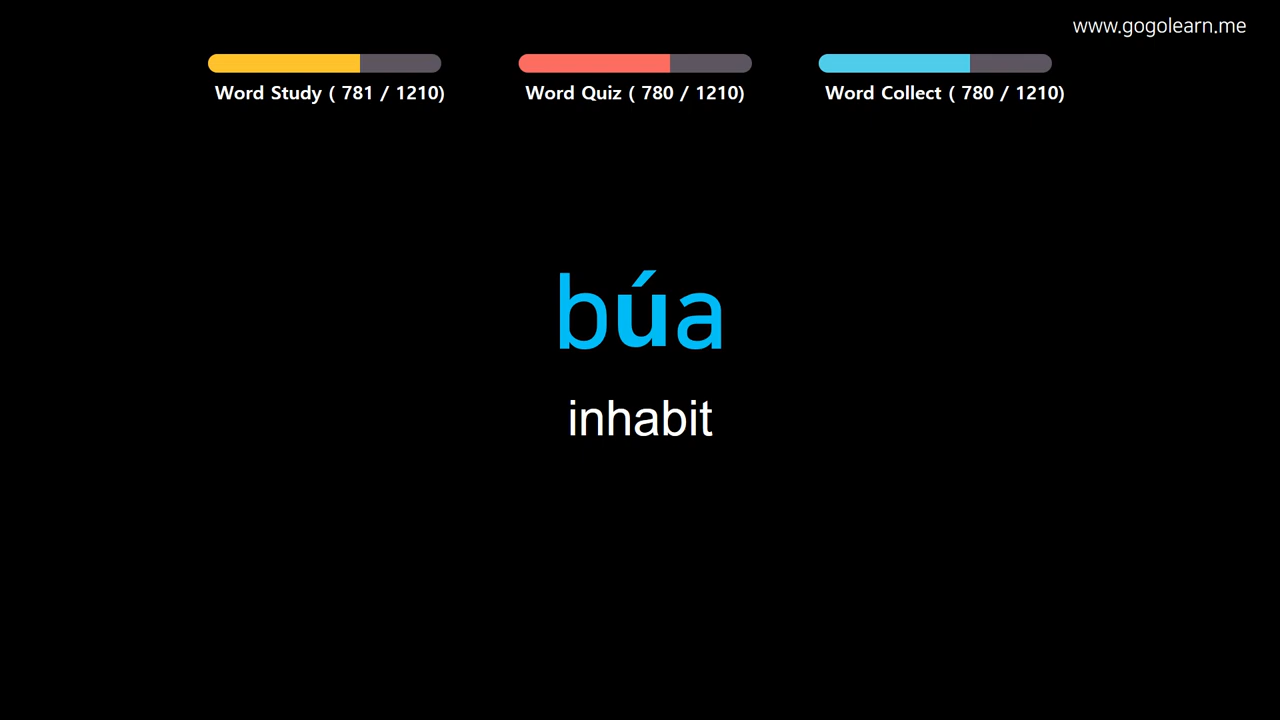 www.gogolearn.me
Word Study ( 781 / 1210)
Word Quiz ( 780 / 1210)
Word Collect ( 780 / 1210)
búa
inhabit